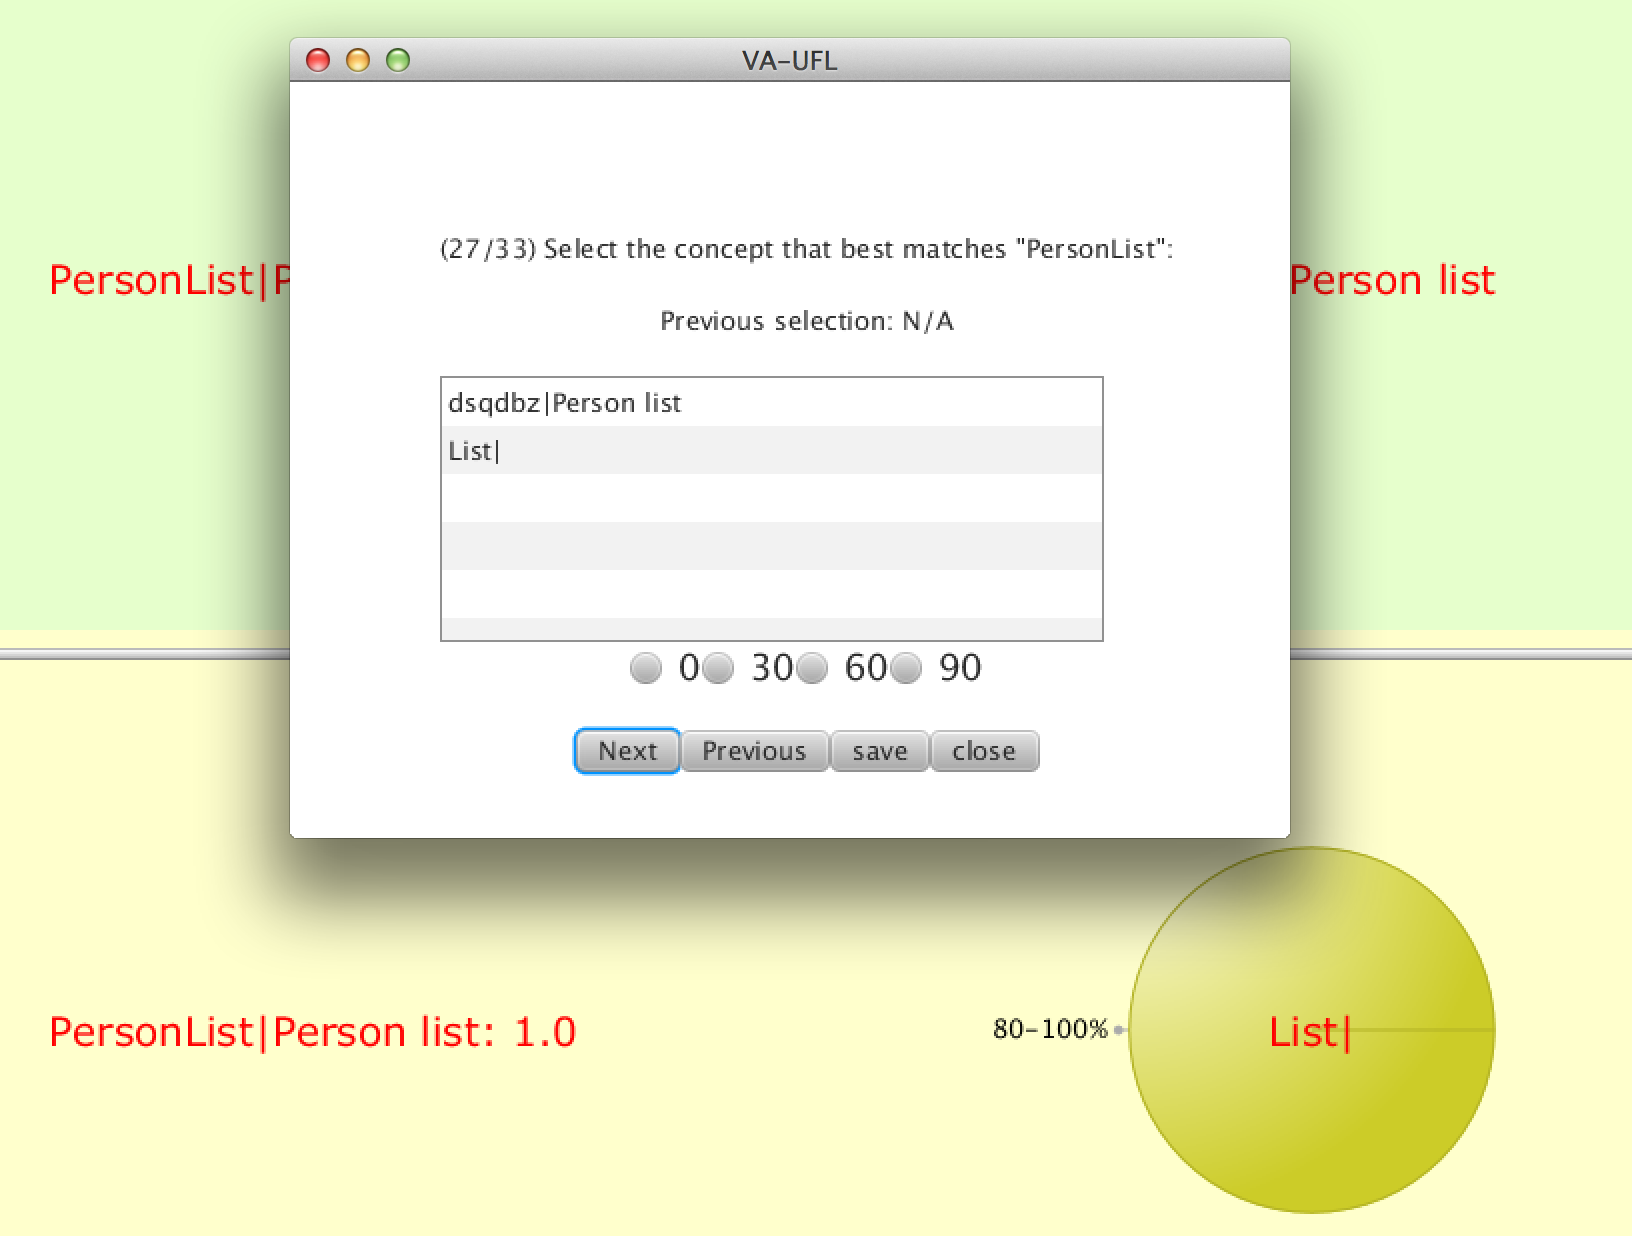 VA-UFL
(27/33) Select the concept that best matches "PersonList":
PersonList|P
Person list
Previous selection: N/A
dsqdbz|Person list
List|
0 30 60 90
Next Previous save close
80-100%
PersonList|Person list: 1.0
List|